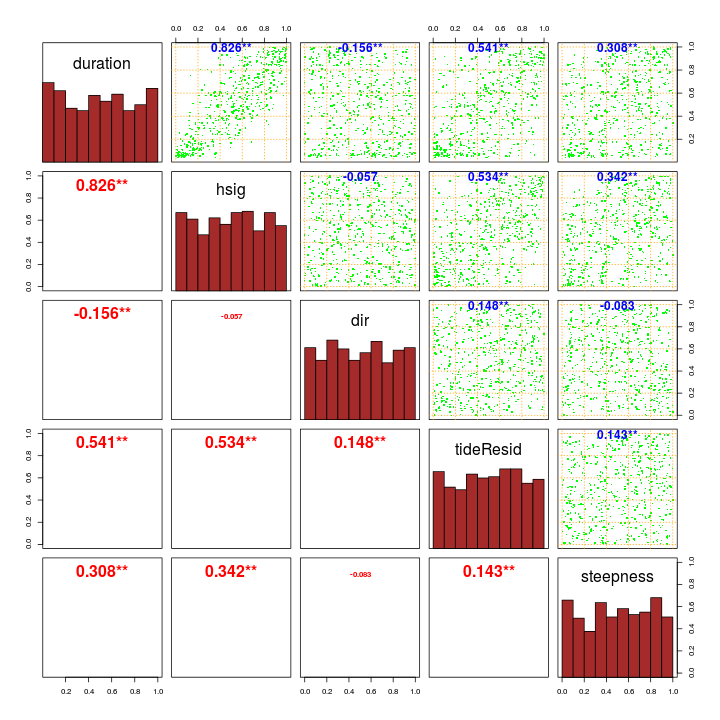 0.0 0.2 0.4 0.6 0.8 1.0 0.0 0.2 0.4 0.6 0.8 1.0
duration 0.826** -0.156** 0.541** 0.308** 0.2 0.4 0.6 0.8 1.0
0.0 0.2 0.4 0.6 0.8 1.0 0.826** hsig -0.057 0.534** 0.342**
-0.156** -0.057 dir 0.148** -0.083 0.0 0.2 0.4 0.6 0.8 1.0
0.0 0.2 0.4 0.6 0.8 1.0 0.541** 0.534** 0.148** tideResid 0.143**
0.308** 0.342** -0.083 0.143** steepness 0.0 0.2 0.4 0.6 0.8 1.0
0.2 0.4 0.6 0.8 1.0 0.0 0.2 0.4 0.6 0.8 1.0 0.0 0.2 0.4 0.6 0.8 1.0